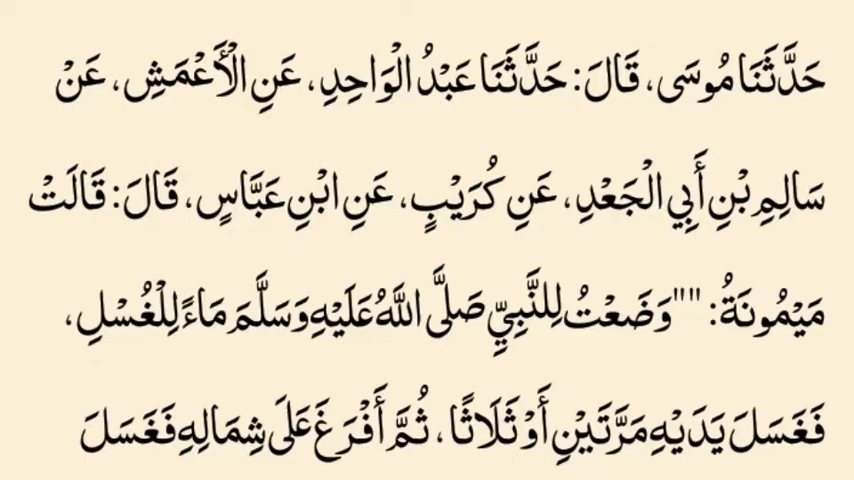 حَدَّثَنَا مُوسَى، قَالَ: حَدَّثَنَا عَبْدُ الْوَاحِدِ، عَنِ الْأَعْمَشِ، عَنْ
سَالِمِ بْنِ أَبِي الْجَعْدِ، عَنِ كُرَيْبٍ، عَنِ ابْنِ عَبَّاسٍ، قَالَ: قَالَتْ
مَيْمُونَةُ: ""وَضَعْتُ لِلنَّبِيِّ صَلَّى اللَّهُ عَلَيْهِ وَسَلَّمَ مَاءً لِلْغُسْلِ،
فَغَسَلَ يَدَيْهِ مَرَّتَيْنِ أَوْ ثَلَاثًا، ثُمَّ أَفْرَغَ عَلَى شِمَالِهِ فَغَسَلَ